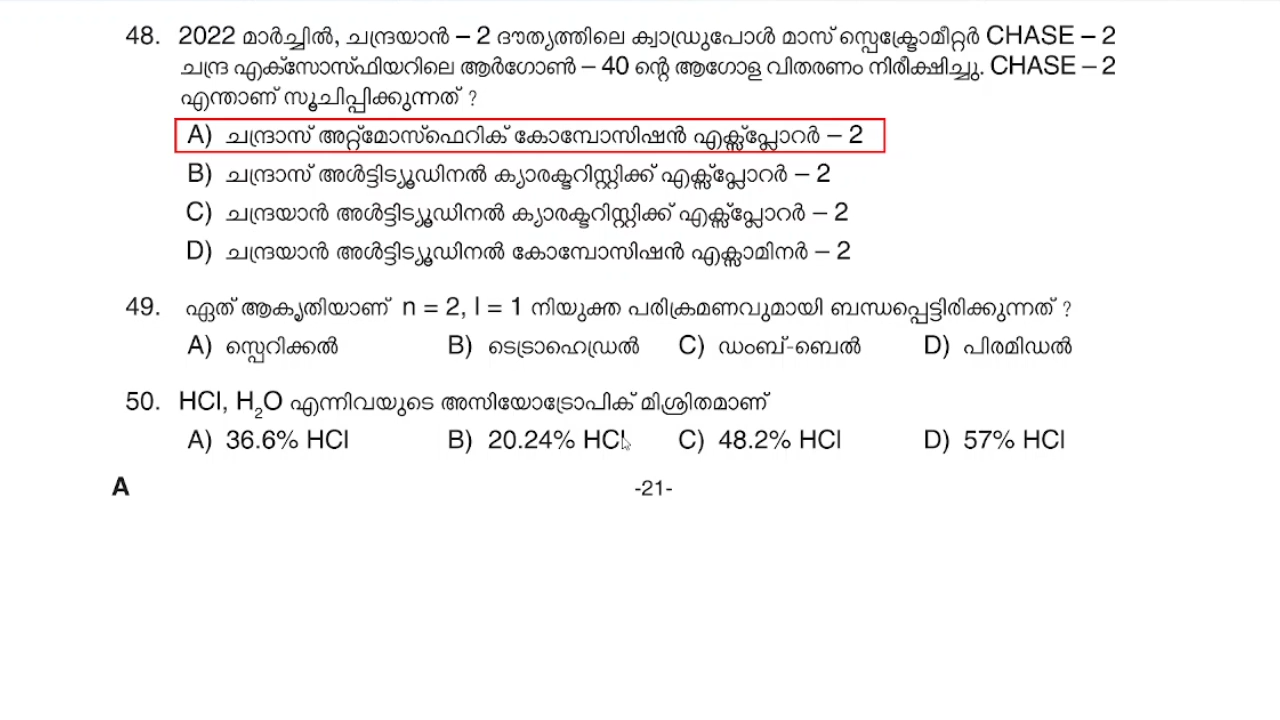 48. 2022 മാർച്ചിൽ, ചന്ദ്രയാൻ – 2 ദൗത്യത്തിലെ ക്വാഡ്രുപോൾ മാസ് സ്പെക്ട്രോമീറ്റർ CHASE – 2
ചന്ദ്ര എക്സോസ്ഫിയറിലെ ആർഗോൺ – 40 ന്റെ ആഗോള വിതരണം നിരീക്ഷിച്ചു. CHASE – 2
എന്താണ് സൂചിപ്പിക്കുന്നത് ?
A) ചന്ദ്രാസ് അറ്റ്മോസ്ഫെറിക് കോമ്പോസിഷൻ എക്സ്പ്ലോറർ – 2
B) ചന്ദ്രാസ് അൾട്ടിട്യൂഡിനൽ ക്യാരക്ടറിസ്റ്റിക്ക് എക്സ്പ്ലോറർ – 2
C) ചന്ദ്രയാൻ അൾട്ടിട്യൂഡിനൽ ക്യാരക്ടറിസ്റ്റിക്ക് എക്സ്പ്ലോറർ – 2
D) ചന്ദ്രയാൻ അൾട്ടിട്യൂഡിനൽ കോമ്പോസിഷൻ എക്സാമിനർ – 2
49. ഏത് ആകൃതിയാണ് n = 2, l = 1 നിയുക്ത പരിക്രമണവുമായി ബന്ധപ്പെട്ടിരിക്കുന്നത് ?
A) സ്പെറിക്കൽ B) ടെട്രാഹെഡ്രൽ C) ഡംബ്-ബെൽ D) പിരമിഡൽ
50. HCl, H₂O എന്നിവയുടെ അസിയോട്രോപിക് മിശ്രിതമാണ്
A) 36.6% HCl B) 20.24% HCl C) 48.2% HCl D) 57% HCl
A -21-